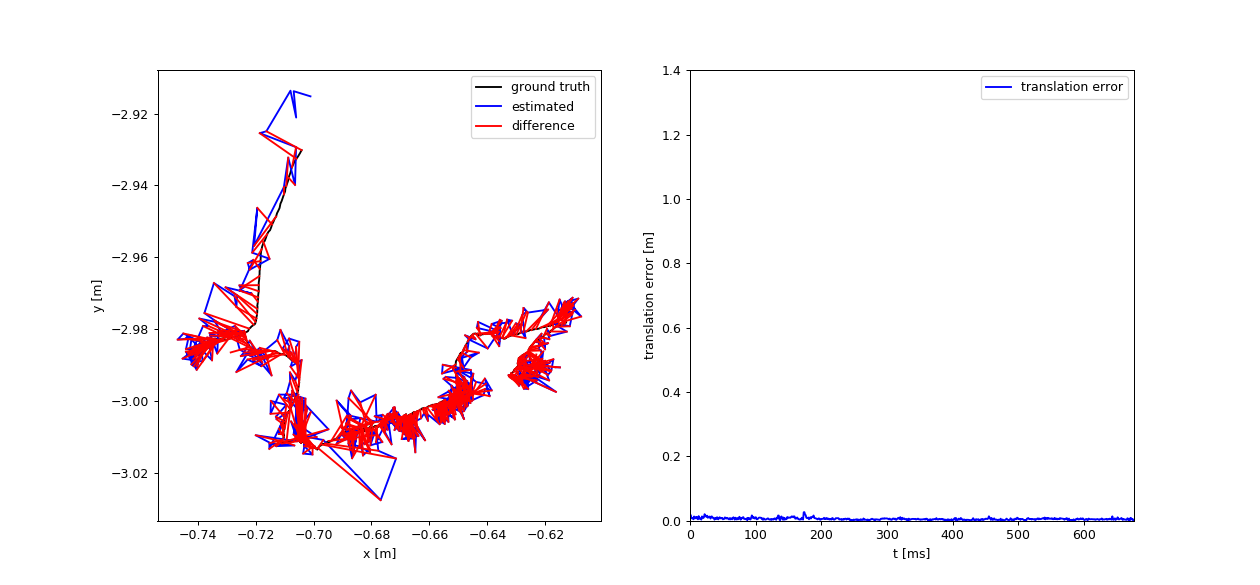 ground truth
estimated
difference
−2.92
−2.94
−2.96
−2.98
−3.00
−3.02
y [m]
−0.74 −0.72 −0.70 −0.68 −0.66 −0.64 −0.62
x [m]
translation error
1.4
1.2
1.0
0.8
0.6
0.4
0.2
0.0
translation error [m]
0 100 200 300 400 500 600
t [ms]